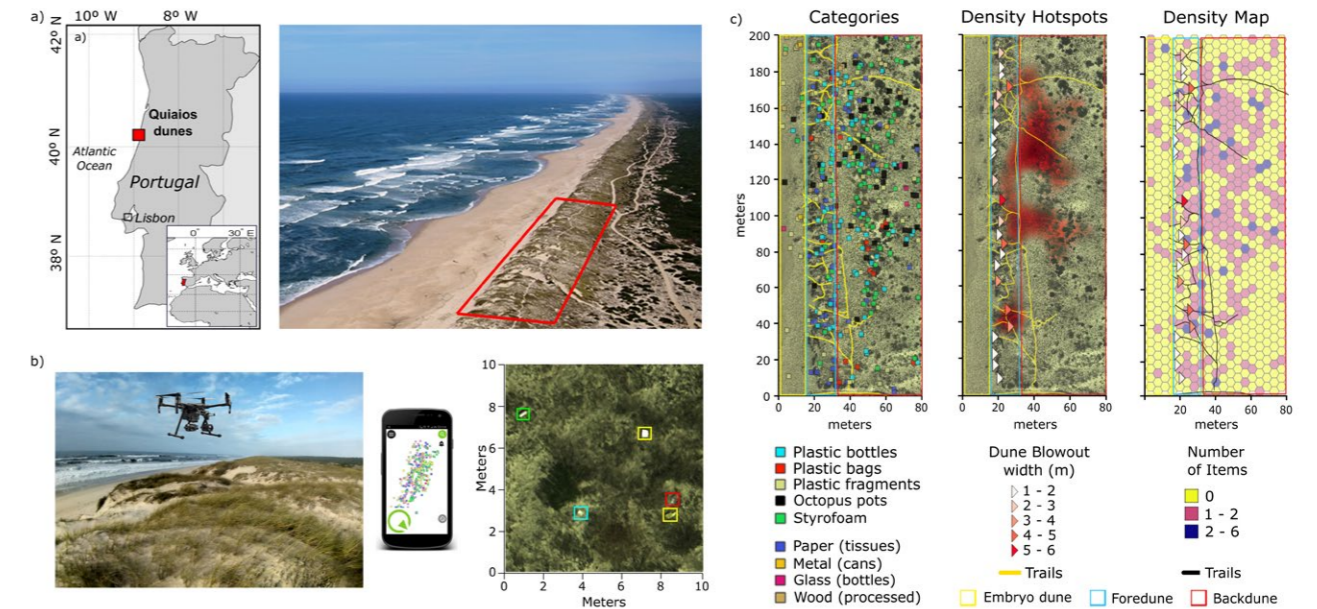 a)
10° W
8° W
42° N
a)
Quiaios
dunes
40° N
Atlantic
Ocean
Portugal
Lisbon
38° N
0°
30° E
b)
10
8
6
4
2
0
Meters
0
2
4
6
8
10
Meters
c)
Categories
200
180
160
140
120
100
80
60
40
20
0
meters
0
20
40
60
80
meters
Plastic bottles
Plastic bags
Plastic fragments
Octopus pots
Styrofoam
Paper (tissues)
Metal (cans)
Glass (bottles)
Wood (processed)
Density Hotspots
0
20
40
60
80
meters
Dune Blowout
width (m)
1 - 2
2 - 3
3 - 4
4 - 5
5 - 6
Trails
Density Map
20
40
60
80
meters
Number
of Items
0
1 - 2
2 - 6
Trails
Embryo dune
Foredune
Backdune